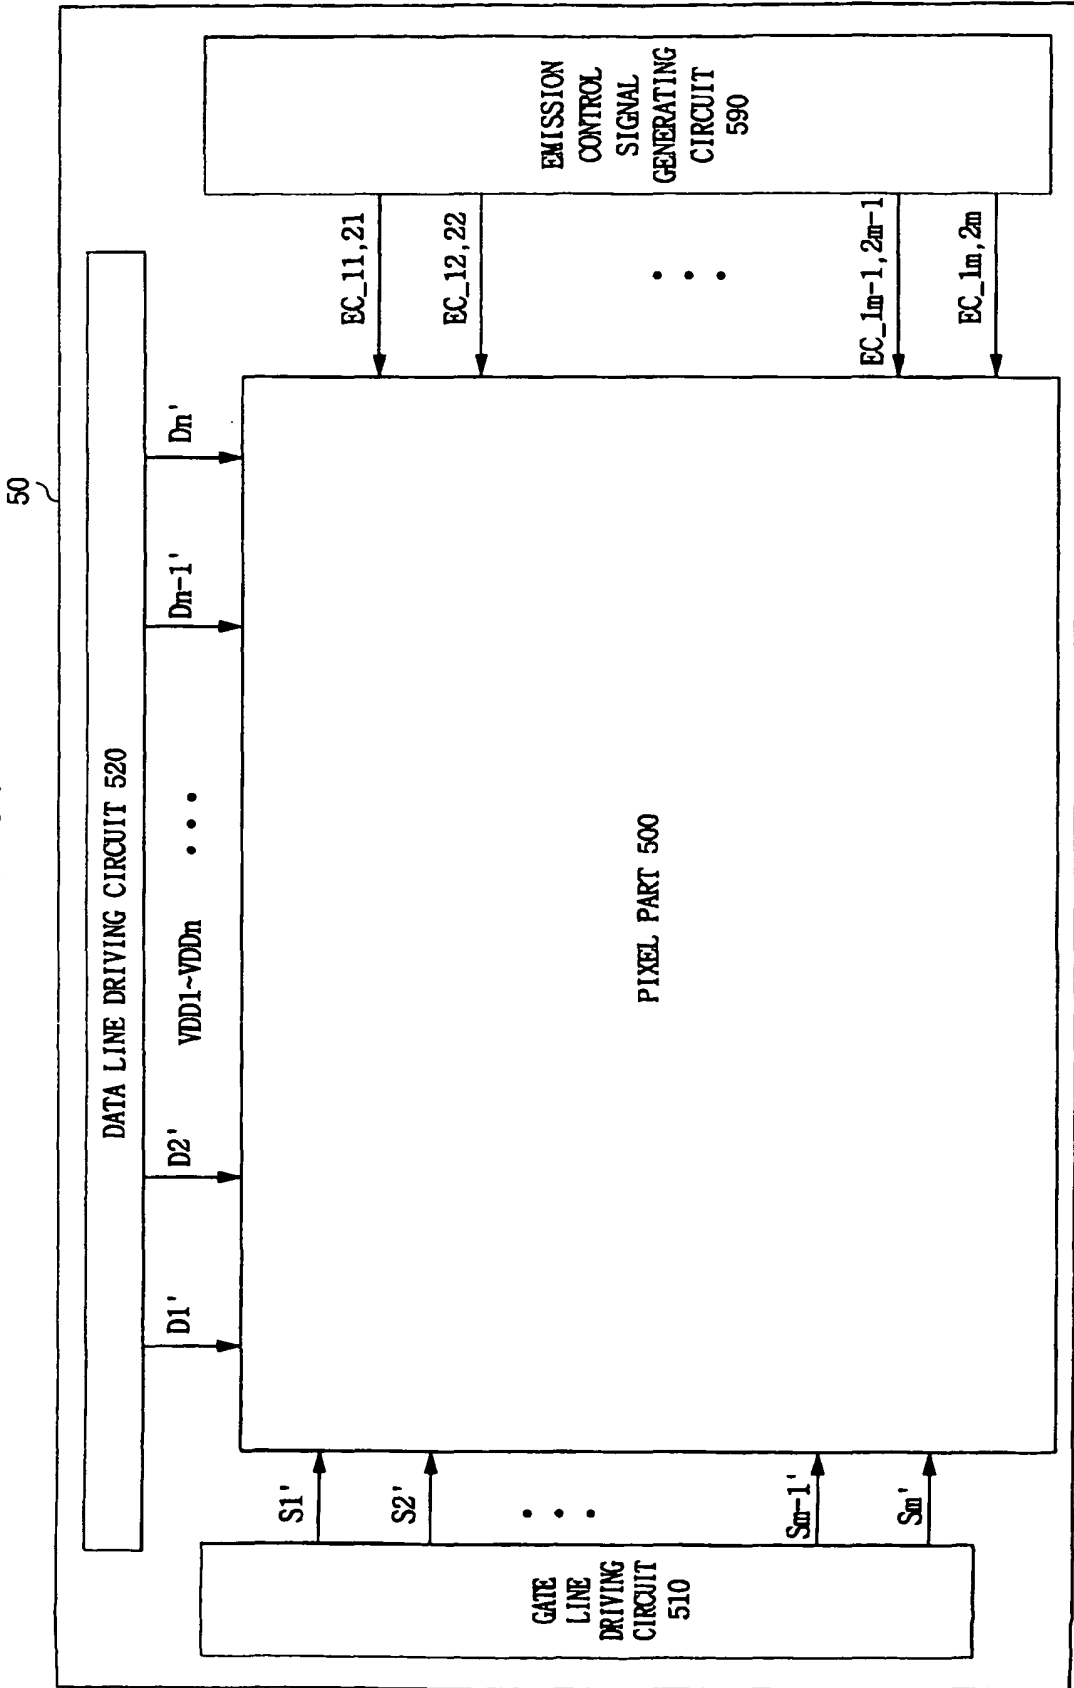 50
DATA LINE DRIVING CIRCUIT 520
D1'
D2'
VDD1~VDDn
Dn-1'
Dn'
GATE
LINE
DRIVING
CIRCUIT
510
S1'
S2'
Sm-1'
Sm'
PIXEL PART 500
EC_11,21
EC_12,22
EC_1m-1,2m-1
EC_1m,2m
EMISSION
CONTROL
SIGNAL
GENERATING
CIRCUIT
590